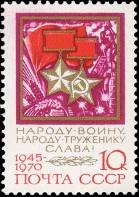 НАРОДУ-ВОИНУ,
НАРОДУ-ТРУЖЕНИКУ
СЛАВА!
1945-
1970
10К
ПОЧТА СССР